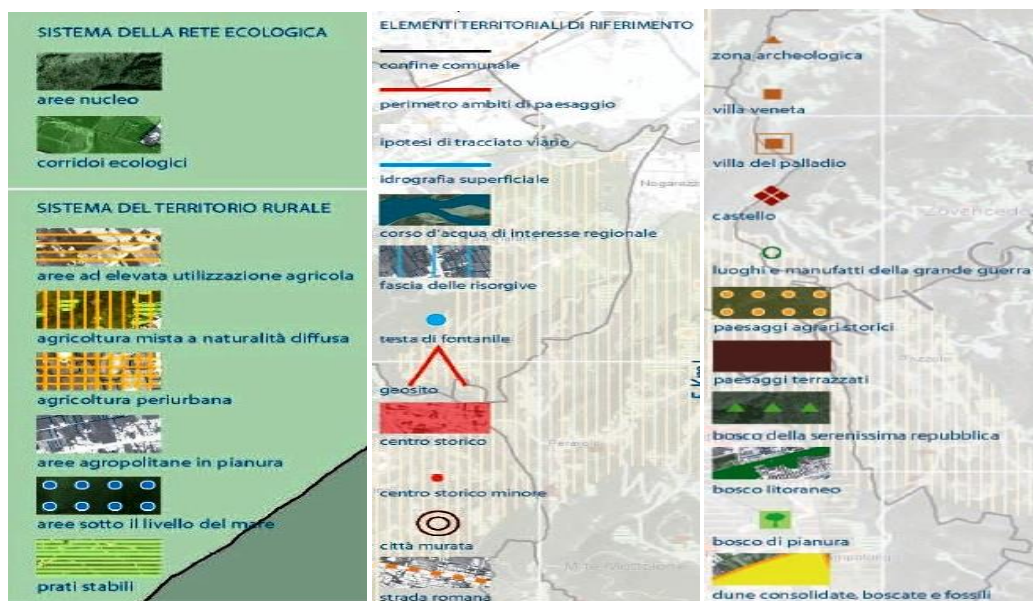 SISTEMA DELLA RETE ECOLOGICA
aree nucleo
corridoi ecologici
SISTEMA DEL TERRITORIO RURALE
aree ad elevata utilizzazione agricola
agricoltura mista a naturalità diffusa
agricoltura periurbana
aree agropolitane in pianura
aree sotto il livello del mare
prati stabili
ELEMENTI TERRITORIALI DI RIFERIMENTO
confine comunale
perimetro ambiti di paesaggio
ipotesi di tracciato viario
idrografia superficiale
corso d'acqua di interesse regionale
fascia delle risorgive
testa di fontanile
geosito
centro storico
centro storico minore
città murata
strada romana
zona archeologica
villa veneta
villa del palladio
castello
luoghi e manufatti della grande guerra
paesaggi agrari storici
paesaggi terrazzati
bosco della serenissima repubblica
bosco litoraneo
bosco di pianura
dune consolidate, boscate e fossili
Zovencedo